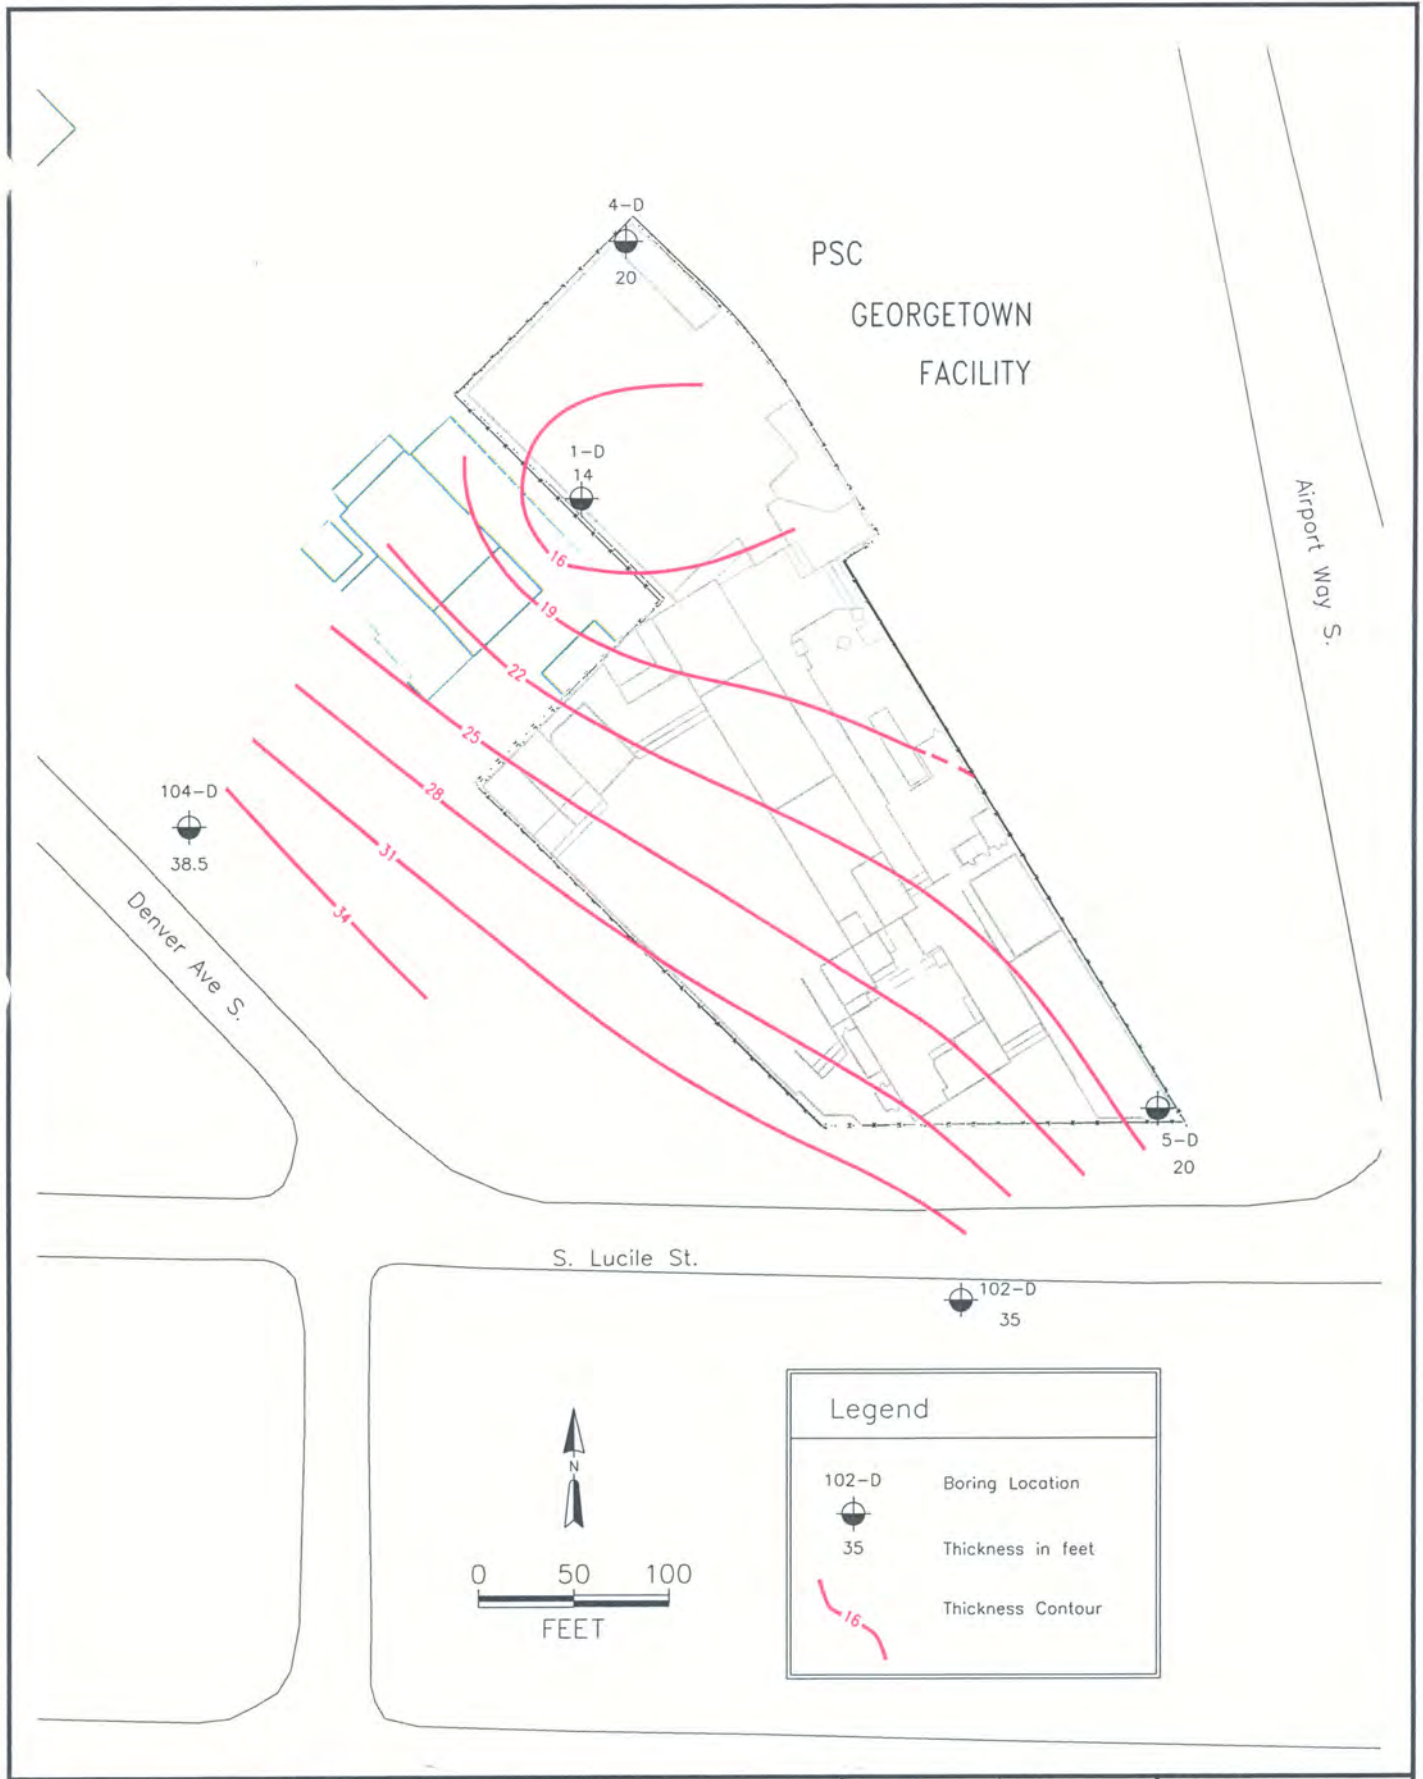 4-D
20
PSC
GEORGETOWN
FACILITY
1-D
14
16
19
22
25
28
31
34
Airport Way S.
104-D
38.5
Denver Ave S.
5-D
20
S. Lucile St.
102-D
35
N
0 50 100
FEET
Legend
102-D Boring Location
35 Thickness in feet
16 Thickness Contour